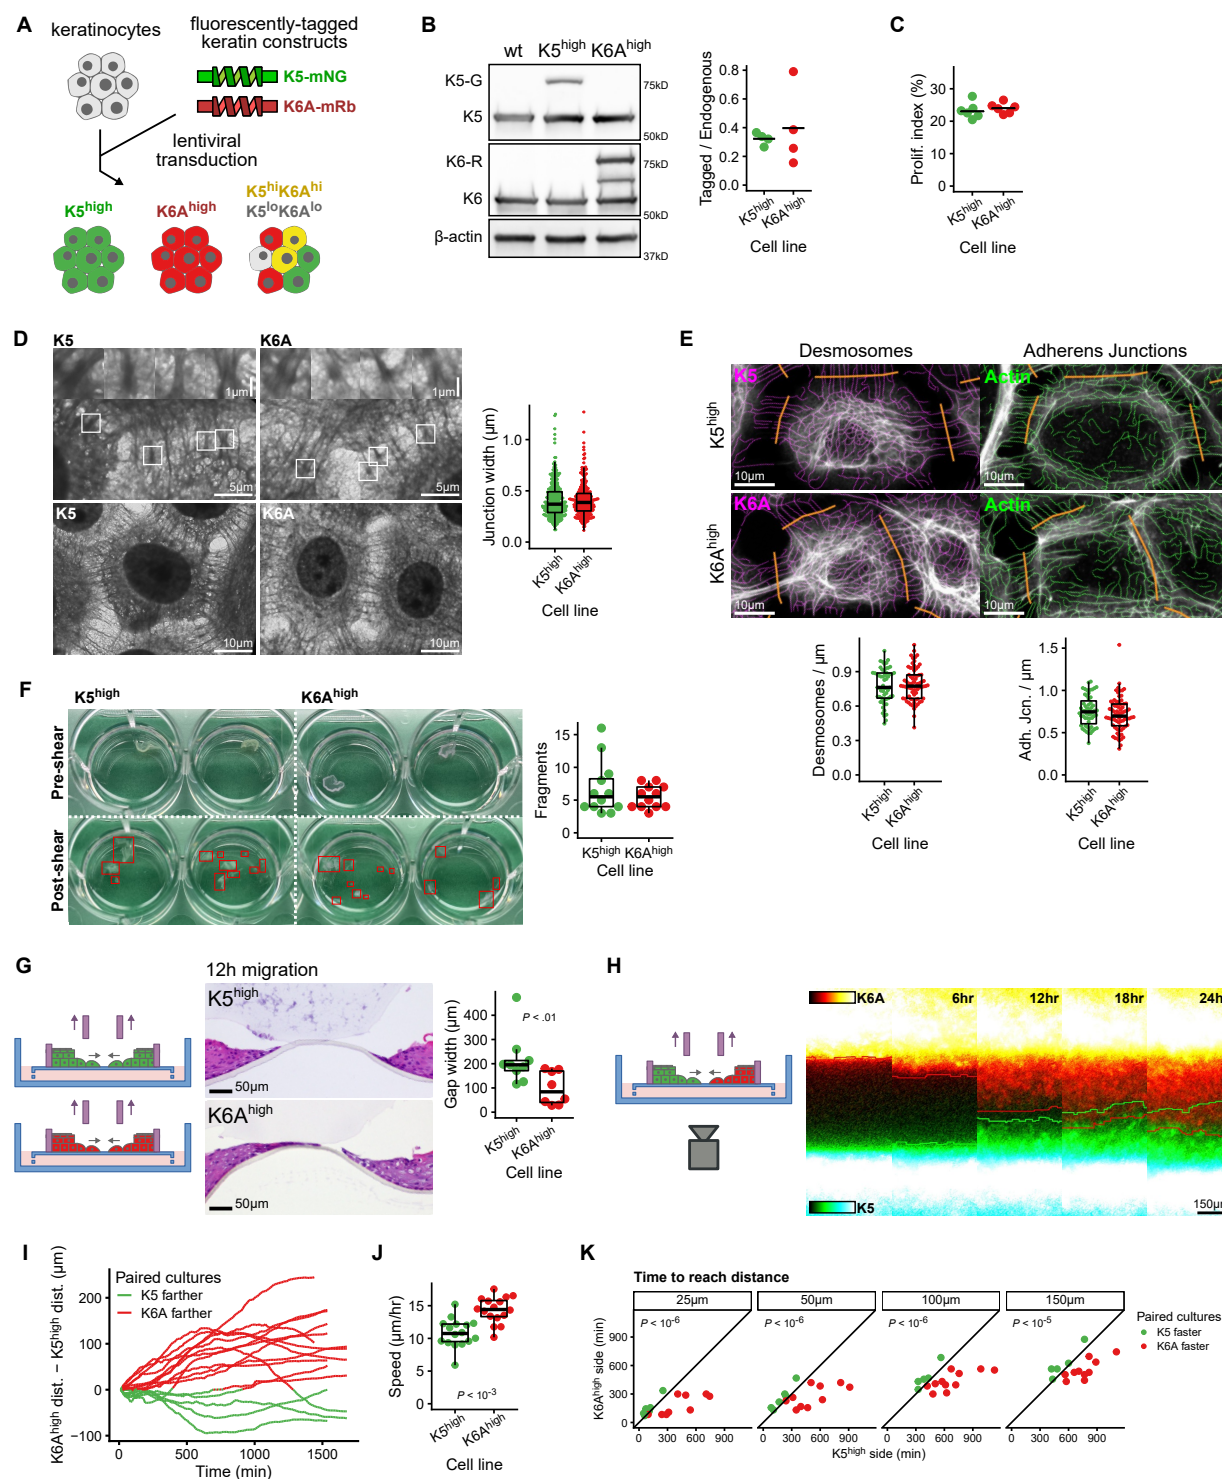 A
keratinocytes
fluorescently-tagged
keratin constructs
K5-mNG
K6A-mRb
lentiviral
transduction
K5high
K6Ahigh
K5hiK6Ahi
K5loK6Alo
B
wt K5high K6Ahigh
K5-G
75kD
K5
50kD
K6-R
75kD
K6
50kD
β-actin
37kD
Tagged / Endogenous
0.8
0.6
0.4
0.2
0.0
K5high
K6Ahigh
Cell line
C
Prolif. index (%)
30
20
10
0
K5high
K6Ahigh
Cell line
D
K5
K6A
1µm
1µm
5µm
5µm
K5
K6A
10µm
10µm
Junction width (µm)
1.0
0.5
0.0
K5high
K6Ahigh
Cell line
E
Desmosomes
Adherens Junctions
K5high
K5
Actin
10µm
10µm
K6Ahigh
K6A
Actin
10µm
10µm
Desmosomes / µm
0.9
0.6
0.3
0.0
K5high
K6Ahigh
Cell line
Adh. Jcn. / µm
1.5
1.0
0.5
0.0
K5high
K6Ahigh
Cell line
F
K5high
K6Ahigh
Pre-shear
Post-shear
Fragments
15
10
5
0
K5high K6Ahigh
Cell line
G
12h migration
K5high
50µm
K6Ahigh
50µm
Gap width (µm)
400
300
200
100
0
P < .01
K5high
K6Ahigh
Cell line
H
K6A
6hr
12hr
18hr
24h
K5
150µ
I
K6Ahigh dist. − K5high dist. (µm)
200
100
0
−100
Paired cultures
K5 farther
K6A farther
0 500 1000 1500
Time (min)
J
Speed (µm/hr)
15
10
5
0
P < 10-3
K5high
K6Ahigh
Cell line
K
Time to reach distance
25µm
50µm
100µm
150µm
P < 10-6
P < 10-6
P < 10-6
P < 10-5
K6Ahigh side (min)
900
600
300
0
0 300 600 900
0 300 600 900
0 300 600 900
0 300 600 900
K5high side (min)
Paired cultures
K5 faster
K6A faster